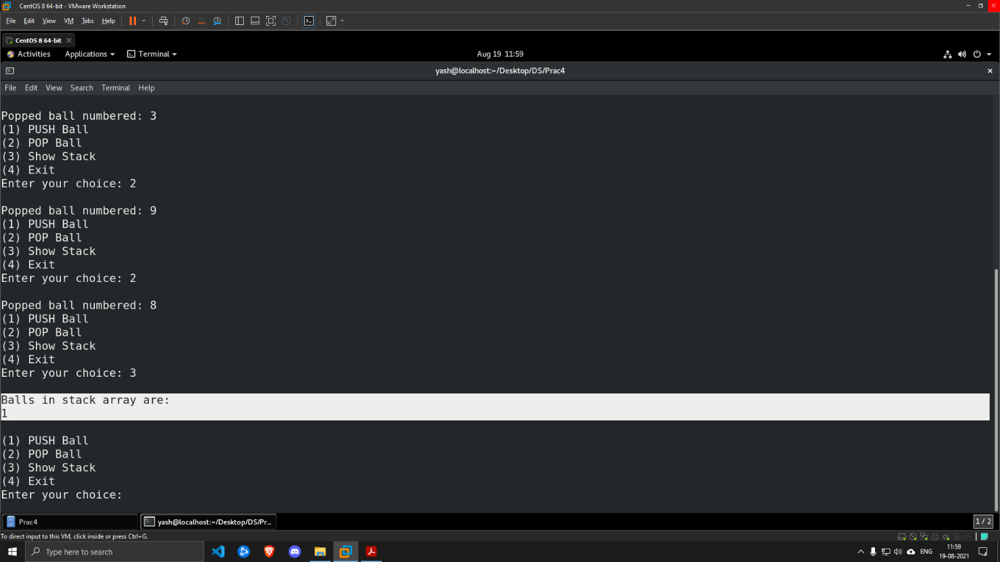 CentOS 8 64-bit - VMware Workstation
File Edit View VM Tabs Help
CentOS 8 64-bit
Activities Applications Terminal Aug 19 11:59
yash@localhost:~/Desktop/DS/Prac4
File Edit View Search Terminal Help
Popped ball numbered: 3
(1) PUSH Ball
(2) POP Ball
(3) Show Stack
(4) Exit
Enter your choice: 2
Popped ball numbered: 9
(1) PUSH Ball
(2) POP Ball
(3) Show Stack
(4) Exit
Enter your choice: 2
Popped ball numbered: 8
(1) PUSH Ball
(2) POP Ball
(3) Show Stack
(4) Exit
Enter your choice: 3
Balls in stack array are:
1
(1) PUSH Ball
(2) POP Ball
(3) Show Stack
(4) Exit
Enter your choice:
Prac4 yash@localhost:~/Desktop/DS/Pr... 1 / 2
To direct input to this VM, click inside or press Ctrl+G.
Type here to search ENG 11:59
19-08-2021